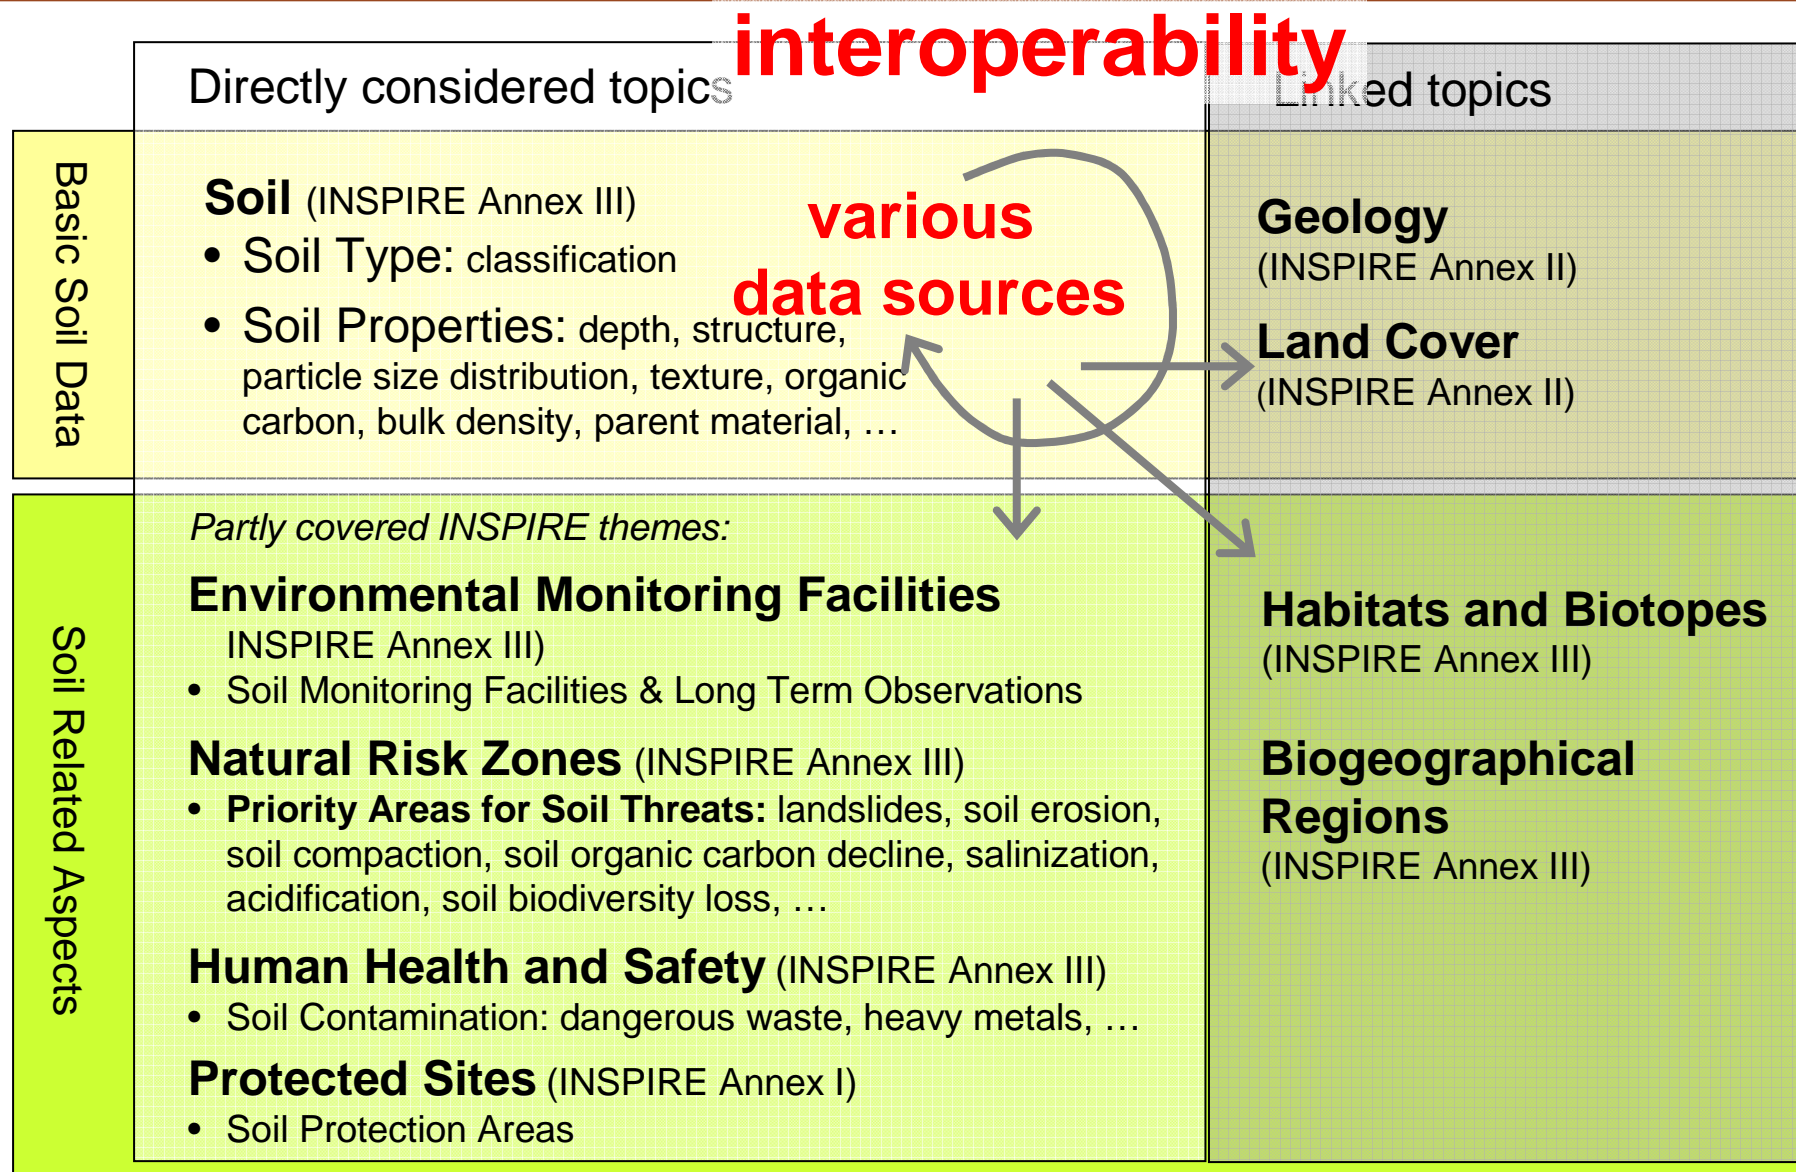 interoperability
Directly considered topics
Linked topics
Basic Soil Data
Soil (INSPIRE Annex III)
• Soil Type: classification
• Soil Properties: depth, structure,
particle size distribution, texture, organic
carbon, bulk density, parent material, …
various
data sources
Geology
(INSPIRE Annex II)
Land Cover
(INSPIRE Annex II)
Soil Related Aspects
Partly covered INSPIRE themes:
Environmental Monitoring Facilities
INSPIRE Annex III)
• Soil Monitoring Facilities & Long Term Observations
Natural Risk Zones (INSPIRE Annex III)
• Priority Areas for Soil Threats: landslides, soil erosion,
soil compaction, soil organic carbon decline, salinization,
acidification, soil biodiversity loss, …
Human Health and Safety (INSPIRE Annex III)
• Soil Contamination: dangerous waste, heavy metals, …
Protected Sites (INSPIRE Annex I)
• Soil Protection Areas
Habitats and Biotopes
(INSPIRE Annex III)
Biogeographical
Regions
(INSPIRE Annex III)